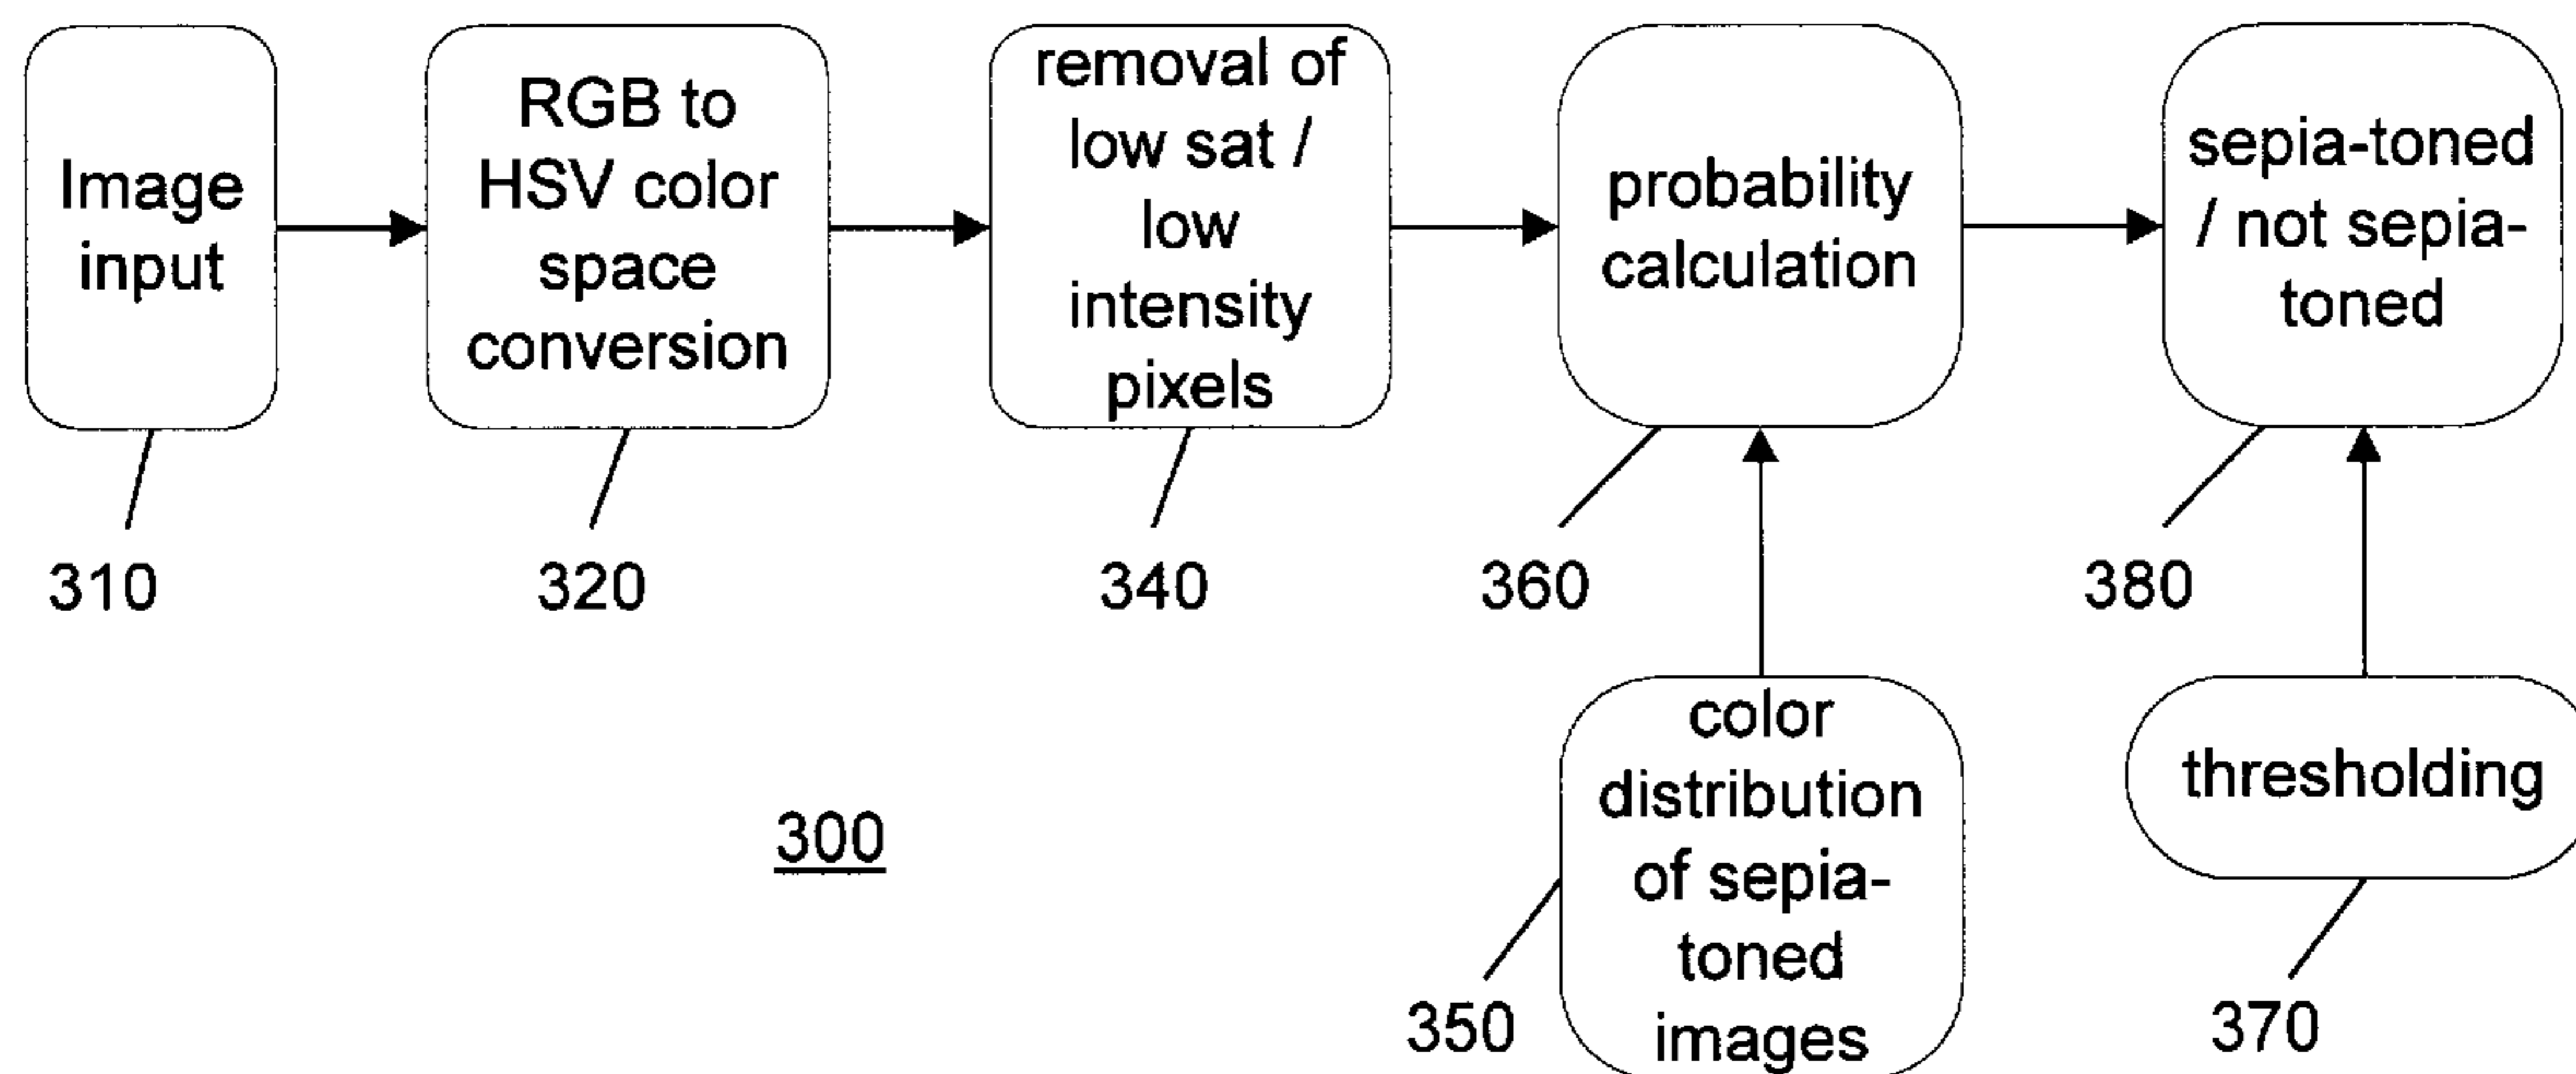 Image
input
RGB to
HSV color
space
conversion
removal of
low sat /
low
intensity
pixels
probability
calculation
sepia-toned
/ not sepia-
toned
310
320
340
360
380
color
distribution
of sepia-
toned
images
thresholding
300
350
370